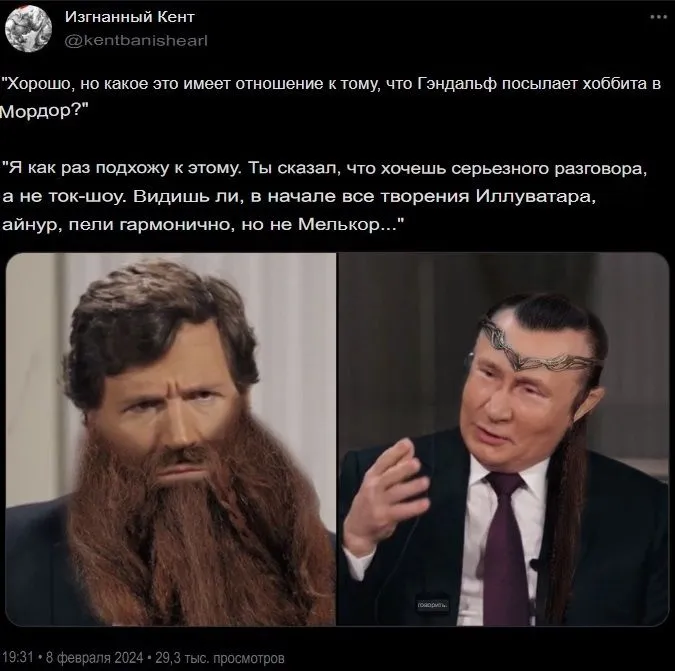 Изгнанный Кент
@kentbanishearl
"Хорошо, но какое это имеет отношение к тому, что Гэндальф посылает хоббита в
Мордор?"
"Я как раз подхожу к этому. Ты сказал, что хочешь серьезного разговора,
а не ток-шоу. Видишь ли, в начале все творения Иллуватара,
айнур, пели гармонично, но не Мелькор..."
говорить.
19:31 • 8 февраля 2024 • 29,3 тыс. просмотров